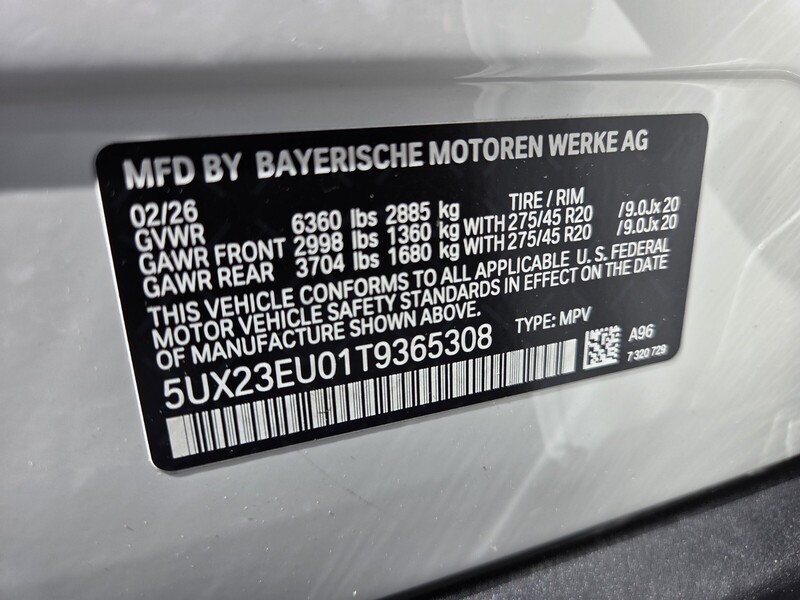 MFD BY BAYERISCHE MOTOREN WERKE AG
02/26 TIRE / RIM
GVWR 6360 lbs 2885 kg
GAWR FRONT 2998 lbs 1360 kg WITH 275/45 R20 /9.0Jx20
GAWR REAR 3704 lbs 1680 kg WITH 275/45 R20 /9.0Jx20
THIS VEHICLE CONFORMS TO ALL APPLICABLE U. S. FEDERAL
MOTOR VEHICLE SAFETY STANDARDS IN EFFECT ON THE DATE
OF MANUFACTURE SHOWN ABOVE.
5UX23EU01T9365308 TYPE: MPV
A96
7 320 729